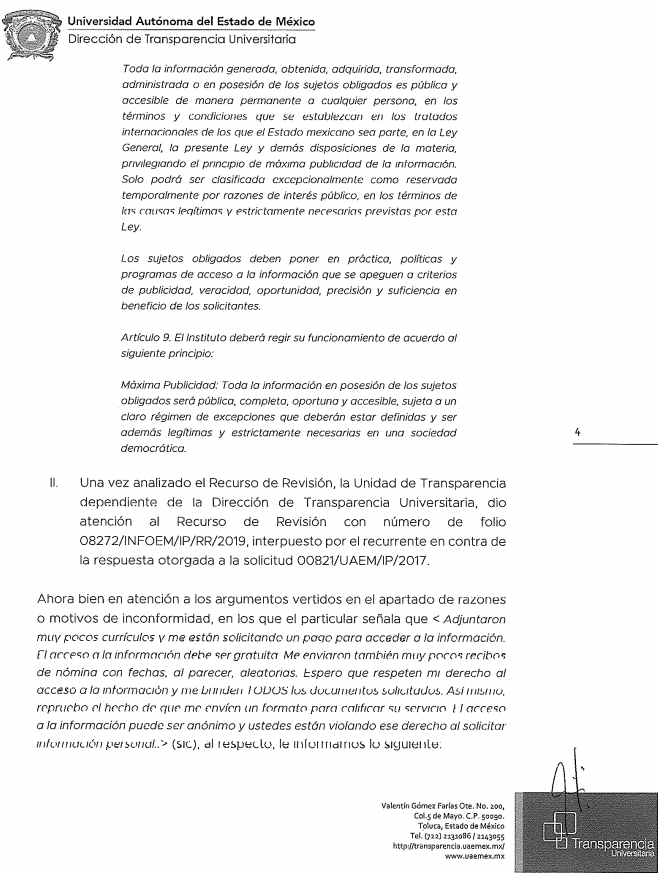 Universidad Autónoma del Estado de México
Dirección de Transparencia Universitaria
Toda la información generada, obtenida, adquirida, transformada,
administrada o en posesión de los sujetos obligados es pública y
accesible de manera permanente a cualquier persona, en los
términos y condiciones que se establezcan en los tratados
internacionales de los que el Estado mexicano sea parte, en la Ley
General, la presente Ley y demás disposiciones de la materia,
privilegiando el principio de máxima publicidad de la información.
Solo podrá ser clasificada excepcionalmente como reservada
temporalmente por razones de interés público, en los términos de
las causas legítimas y estrictamente necesarias previstas por esta
Ley.
Los sujetos obligados deben poner en práctica, políticas y
programas de acceso a la información que se apeguen a criterios
de publicidad, veracidad, oportunidad, precisión y suficiencia en
beneficio de los solicitantes.
Artículo 9. El Instituto deberá regir su funcionamiento de acuerdo al
siguiente principio:
Máxima Publicidad: Toda la información en posesión de los sujetos
obligados será pública, completa, oportuna y accesible, sujeta a un
claro régimen de excepciones que deberán estar definidas y ser
además legítimas y estrictamente necesarias en una sociedad
democrática.
4
II. Una vez analizado el Recurso de Revisión, la Unidad de Transparencia
dependiente de la Dirección de Transparencia Universitaria, dio
atención al Recurso de Revisión con número de folio
08272/INFOEM/IP/RR/2019, interpuesto por el recurrente en contra de
la respuesta otorgada a la solicitud 00821/UAEM/IP/2017.
Ahora bien en atención a los argumentos vertidos en el apartado de razones
o motivos de inconformidad, en los que el particular señala que < Adjuntaron
muy pocos currículos y me están solicitando un pago para acceder a la información.
El acceso a la información debe ser gratuita. Me enviaron también muy pocos recibos
de nómina con fechas, al parecer, aleatorias. Espero que respeten mi derecho al
acceso a la información y me brinden TODOS los documentos solicitados. Así mismo,
repruebo el hecho de que me envíen un formato para calificar su servicio. El acceso
a la información puede ser anónimo y ustedes están violando ese derecho al solicitar
información personal..> (sic), al respecto, le informamos lo siguiente:
Valentín Gómez Farías Ote. No. 200,
Col.5 de Mayo. C.P. 50090.
Toluca, Estado de México
Tel. (722) 2131086 / 2143055
http://transparencia.uaemex.mx/
www.uaemex.mx
Transparencia
Universitaria